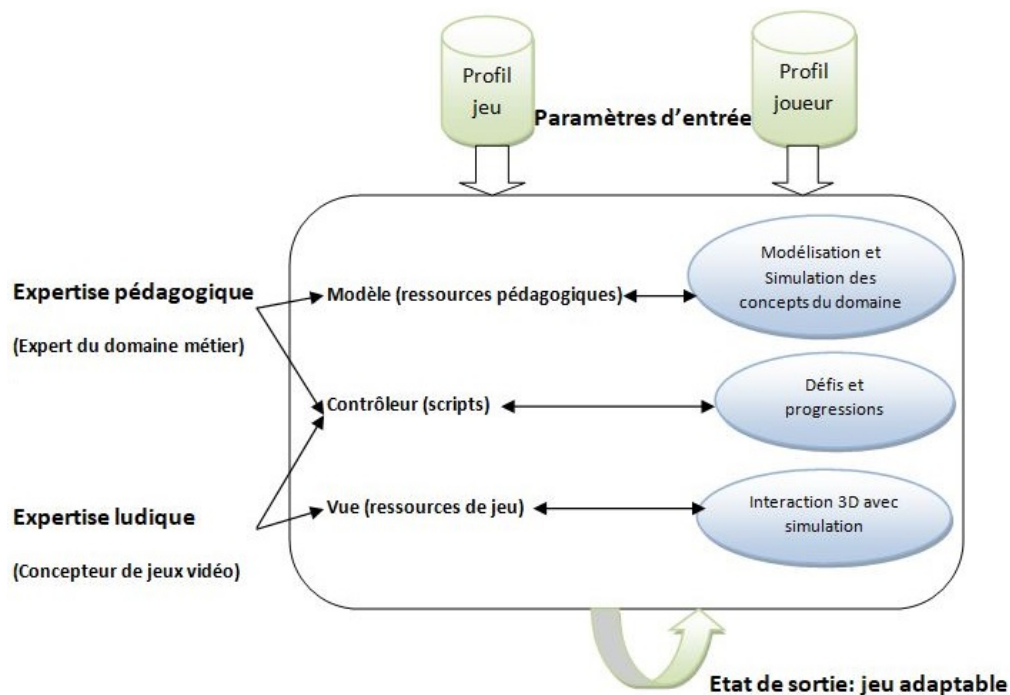 Profil
jeu
Profil
joueur
Paramètres d'entrée
Expertise pédagogique
(Expert du domaine métier)
Modèle (ressources pédagogiques)
Modélisation et
Simulation des
concepts du domaine
Contrôleur (scripts)
Défis et
progressions
Expertise ludique
(Concepteur de jeux vidéo)
Vue (ressources de jeu)
Interaction 3D avec
simulation
Etat de sortie: jeu adaptable